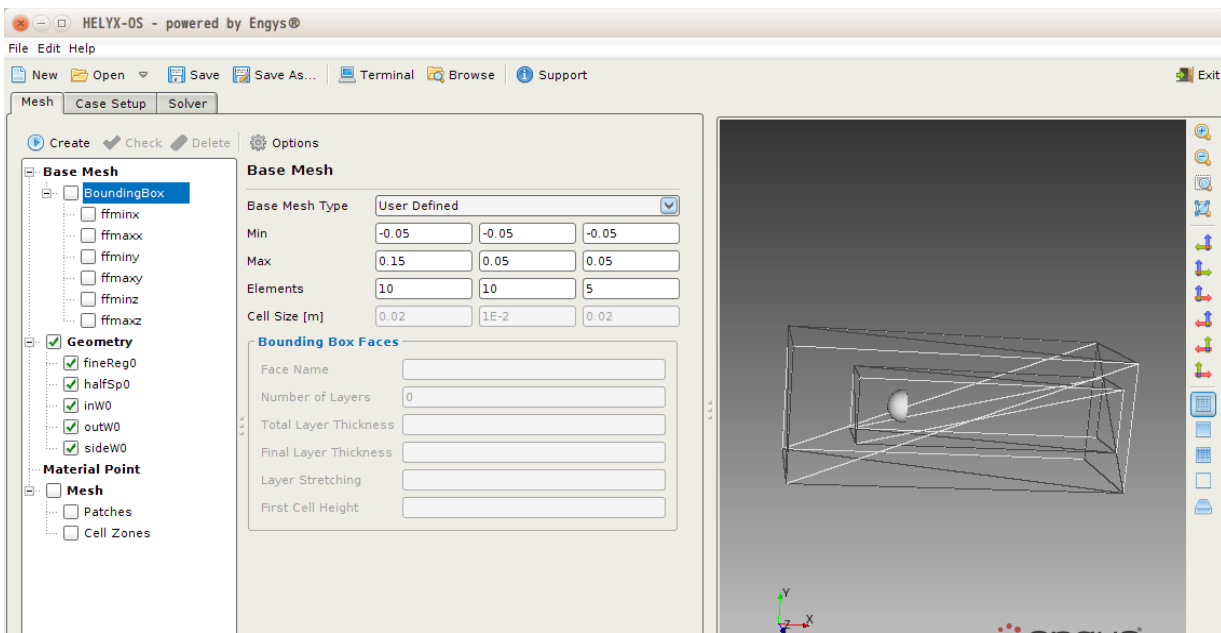 HELYX-OS - powered by Engys®
File Edit Help
New Open Save Save As... Terminal Browse Support Exit
Mesh Case Setup Solver
Create Check Delete Options
Base Mesh
BoundingBox
ffminx
ffmaxx
ffminy
ffmaxy
ffminz
ffmaxz
Geometry
fineReg0
halfSp0
inW0
outW0
sideW0
Material Point
Mesh
Patches
Cell Zones
Base Mesh
Base Mesh Type User Defined
Min -0.05 -0.05 -0.05
Max 0.15 0.05 0.05
Elements 10 10 5
Cell Size [m] 0.02 1E-2 0.02
Bounding Box Faces
Face Name
Number of Layers 0
Total Layer Thickness
Final Layer Thickness
Layer Stretching
First Cell Height
Y
Z X